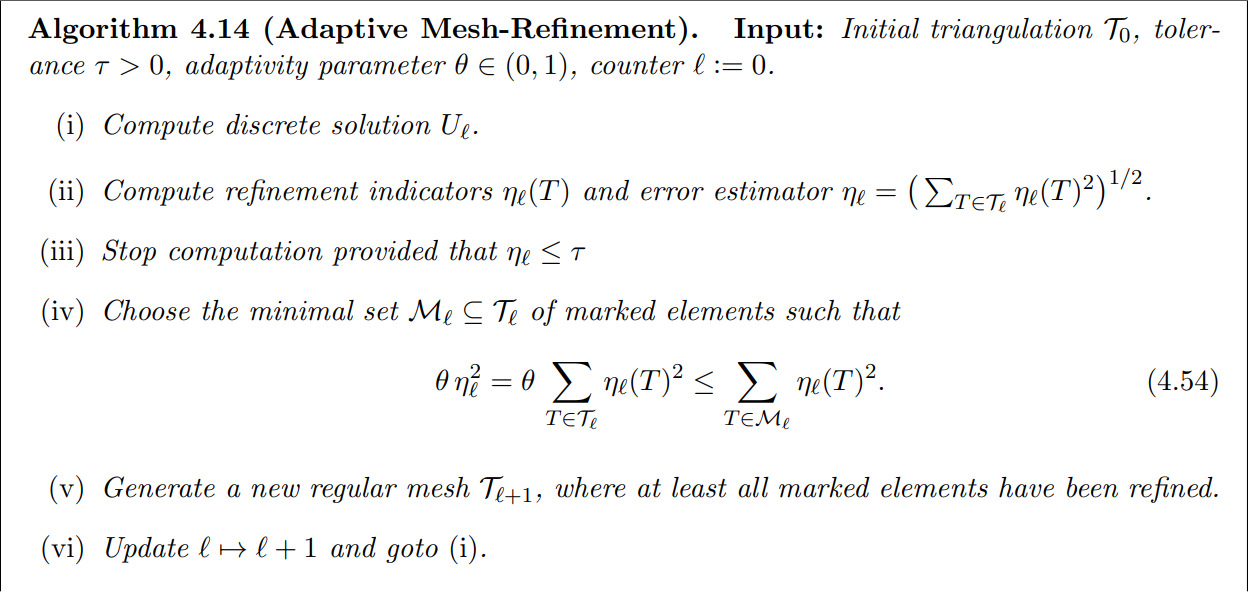 Algorithm 4.14 (Adaptive Mesh-Refinement). Input: Initial triangulation 𝒯₀, toler-
ance τ > 0, adaptivity parameter θ ∈ (0, 1), counter ℓ := 0.
(i) Compute discrete solution U_ℓ.
(ii) Compute refinement indicators η_ℓ(T) and error estimator η_ℓ = (∑_{T∈𝒯_ℓ} η_ℓ(T)²)^{1/2}.
(iii) Stop computation provided that η_ℓ ≤ τ
(iv) Choose the minimal set ℳ_ℓ ⊆ 𝒯_ℓ of marked elements such that
θ η_ℓ² = θ ∑_{T∈𝒯_ℓ} η_ℓ(T)² ≤ ∑_{T∈ℳ_ℓ} η_ℓ(T)². (4.54)
(v) Generate a new regular mesh 𝒯_{ℓ+1}, where at least all marked elements have been refined.
(vi) Update ℓ ↦ ℓ + 1 and goto (i).